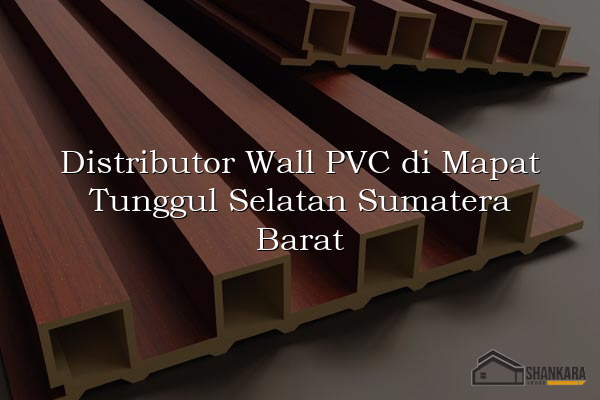 Distributor Wall PVC di Mapat
Tunggul Selatan Sumatera
Barat
SHANKARA